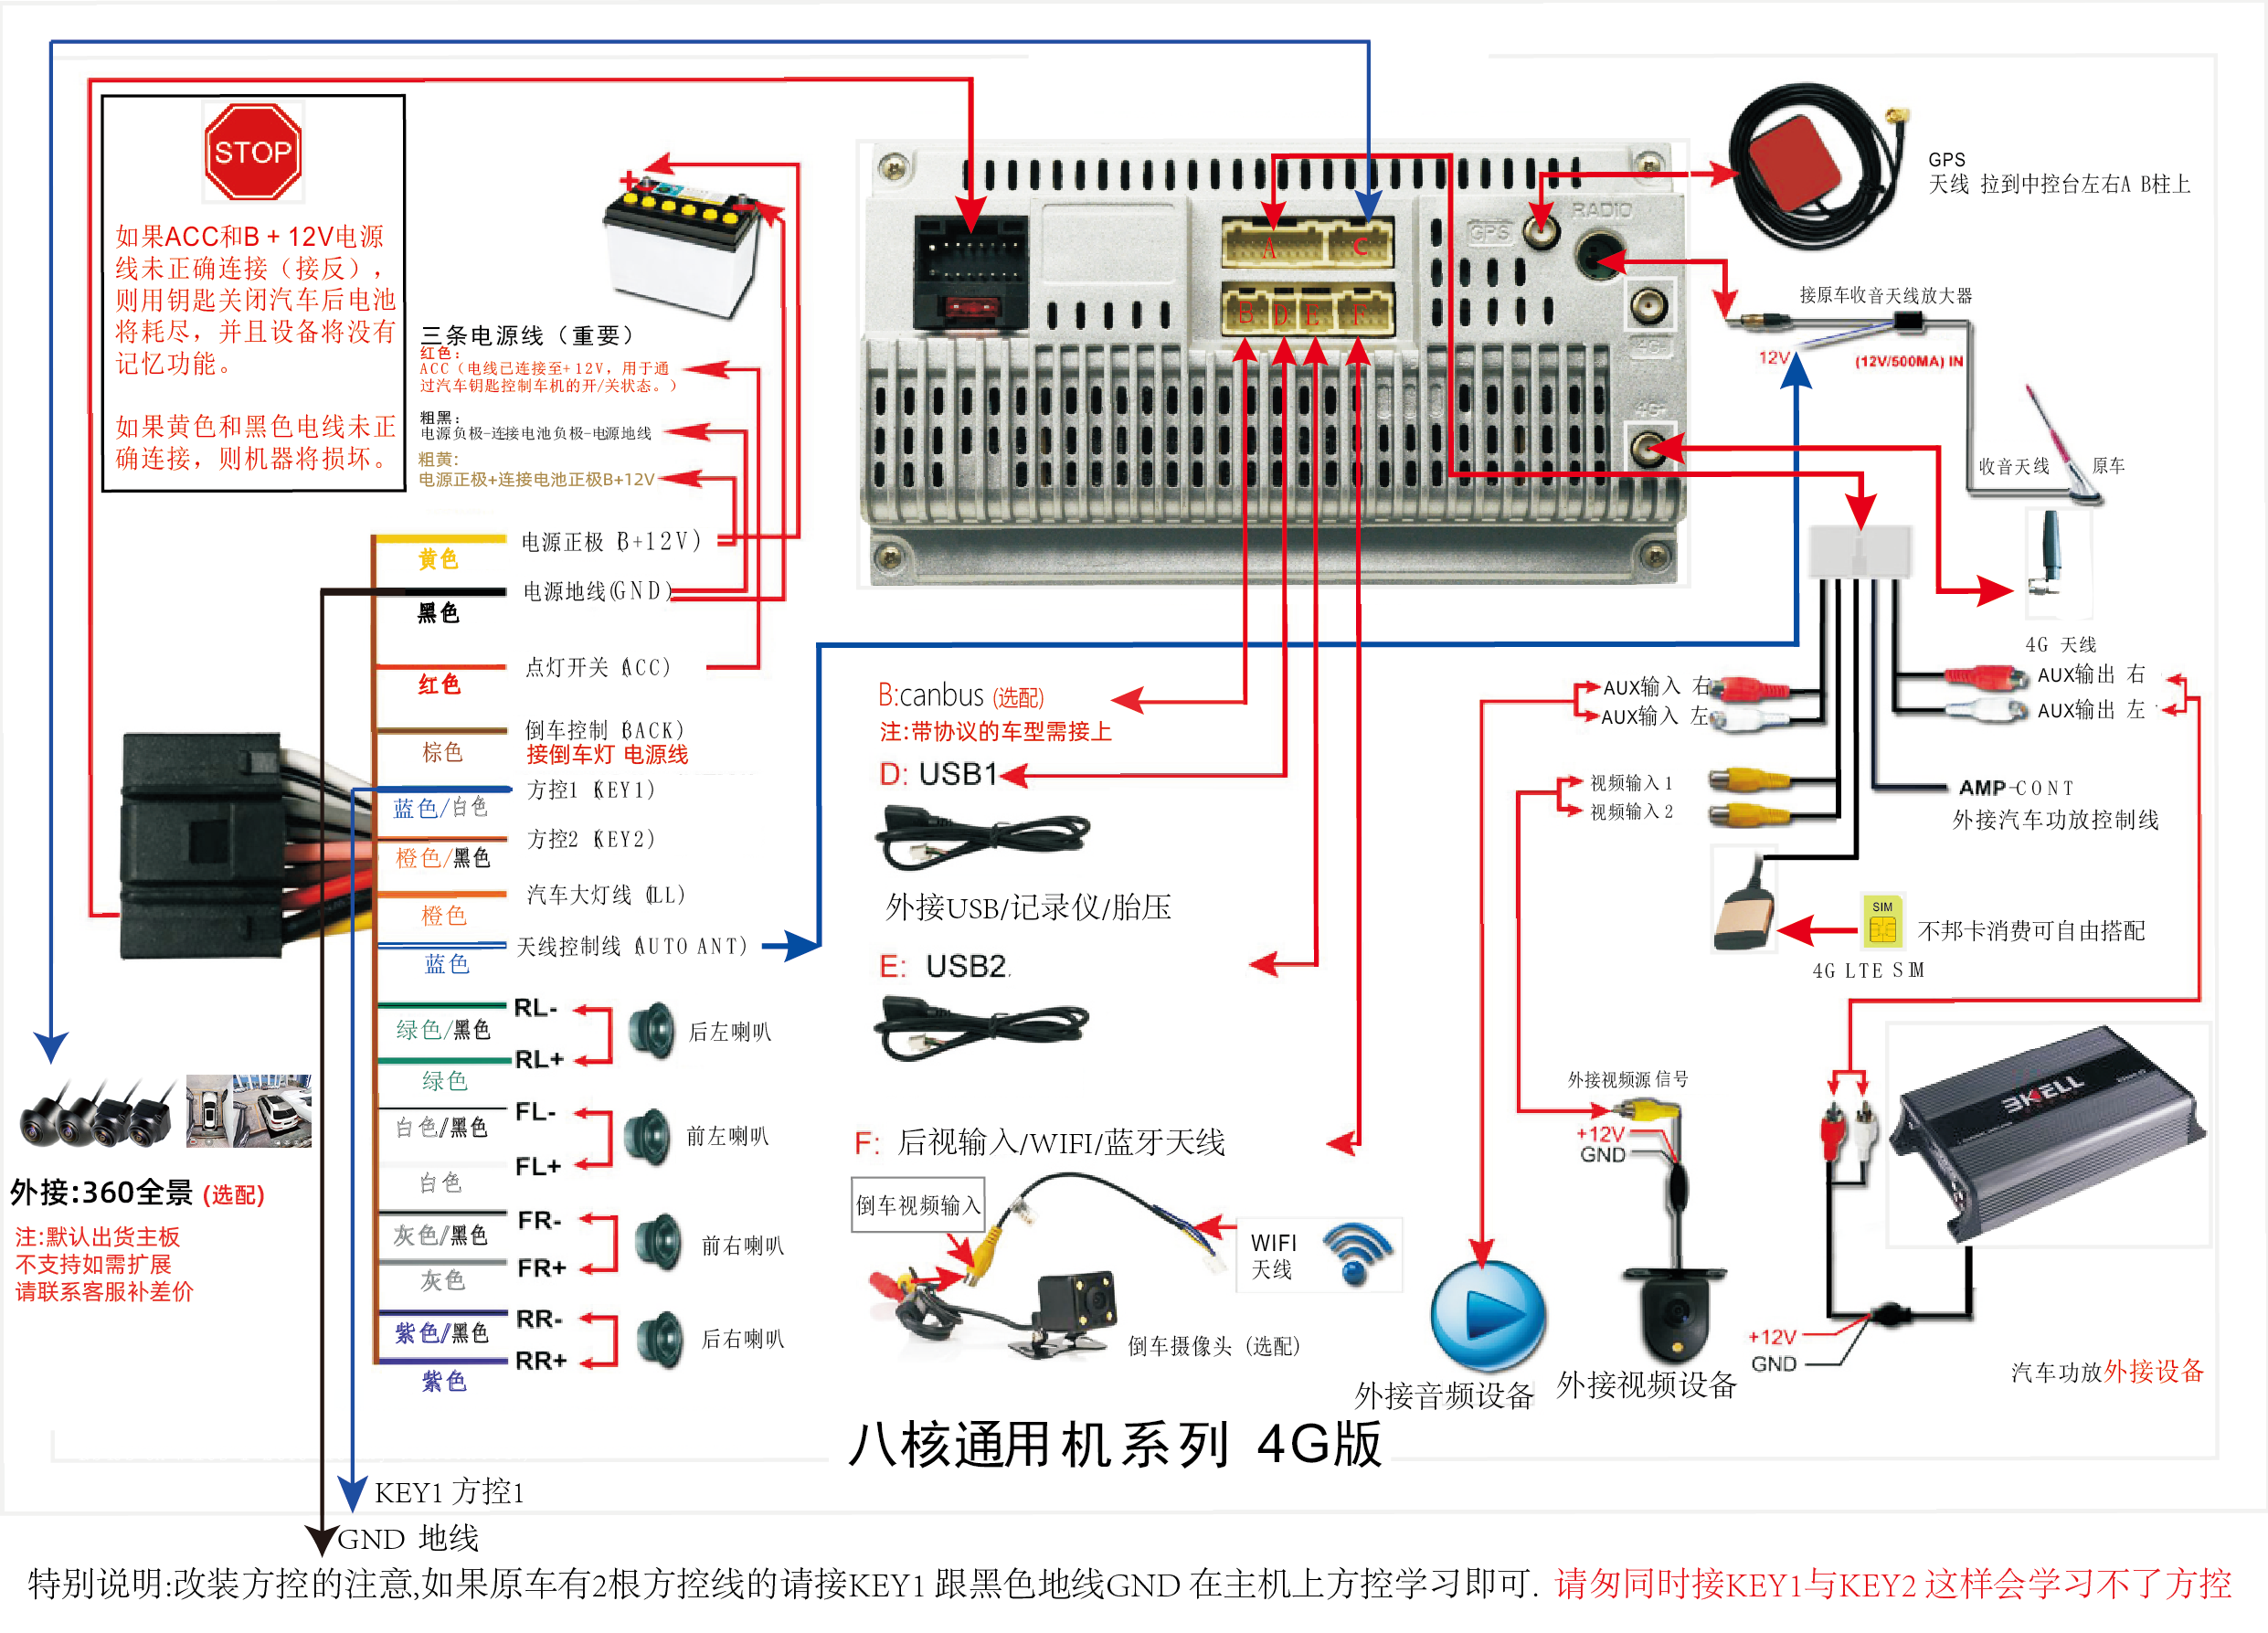 STOP
如果ACC和B + 12V电源
线未正确连接（接反），
则用钥匙关闭汽车后电池
将耗尽，并且设备将没有
记忆功能。
如果黄色和黑色电线未正
确连接，则机器将损坏。
+
三条电源线（重要）
红色：
ACC（电线已连接至+12V，用于通
过汽车钥匙控制车机的开/关状态。）
粗黑：
电源负极-连接电池负极-电源地线
粗黄：
电源正极+连接电池正极B+12V
黄色
电源正极（B+12V）
黑色
电源地线(GND)
红色
点灯开关（ACC）
棕色
倒车控制（BACK）
接倒车灯 电源线
蓝色/白色
方控1（KEY1）
橙色/黑色
方控2（KEY2）
橙色
汽车大灯线（ILL）
蓝色
天线控制线（AUTO ANT）
绿色/黑色
RL-
绿色
RL+
后左喇叭
白色/黑色
FL-
白色
FL+
前左喇叭
灰色/黑色
FR-
灰色
FR+
前右喇叭
紫色/黑色
RR-
紫色
RR+
后右喇叭
外接:360全景 (选配)
注:默认出货主板
不支持如需扩展
请联系客服补差价
A
C
B
D
E
F
GPS
RADIO
4G
4G
GPS
天线 拉到中控台左右A B柱上
接原车收音天线放大器
12V
(12V/500MA) IN
收音天线
原车
4G 天线
B:canbus (选配)
注:带协议的车型需接上
D: USB1
外接USB/记录仪/胎压
E: USB2
F: 后视输入/WIFI/蓝牙天线
倒车视频输入
WIFI
天线
倒车摄像头（选配）
AUX输入 右
AUX输入 左
AUX输出 右
AUX输出 左
视频输入1
视频输入2
AMP-CONT
外接汽车功放控制线
SIM
不邦卡消费可自由搭配
4G LTE SIM
外接视频源信号
+12V
GND
外接音频设备
外接视频设备
+12V
GND
汽车功放外接设备
八核通用机系列 4G版
KEY1 方控1
GND 地线
特别说明:改装方控的注意,如果原车有2根方控线的请接KEY1 跟黑色地线GND 在主机上方控学习即可. 请匆同时接KEY1与KEY2 这样会学习不了方控